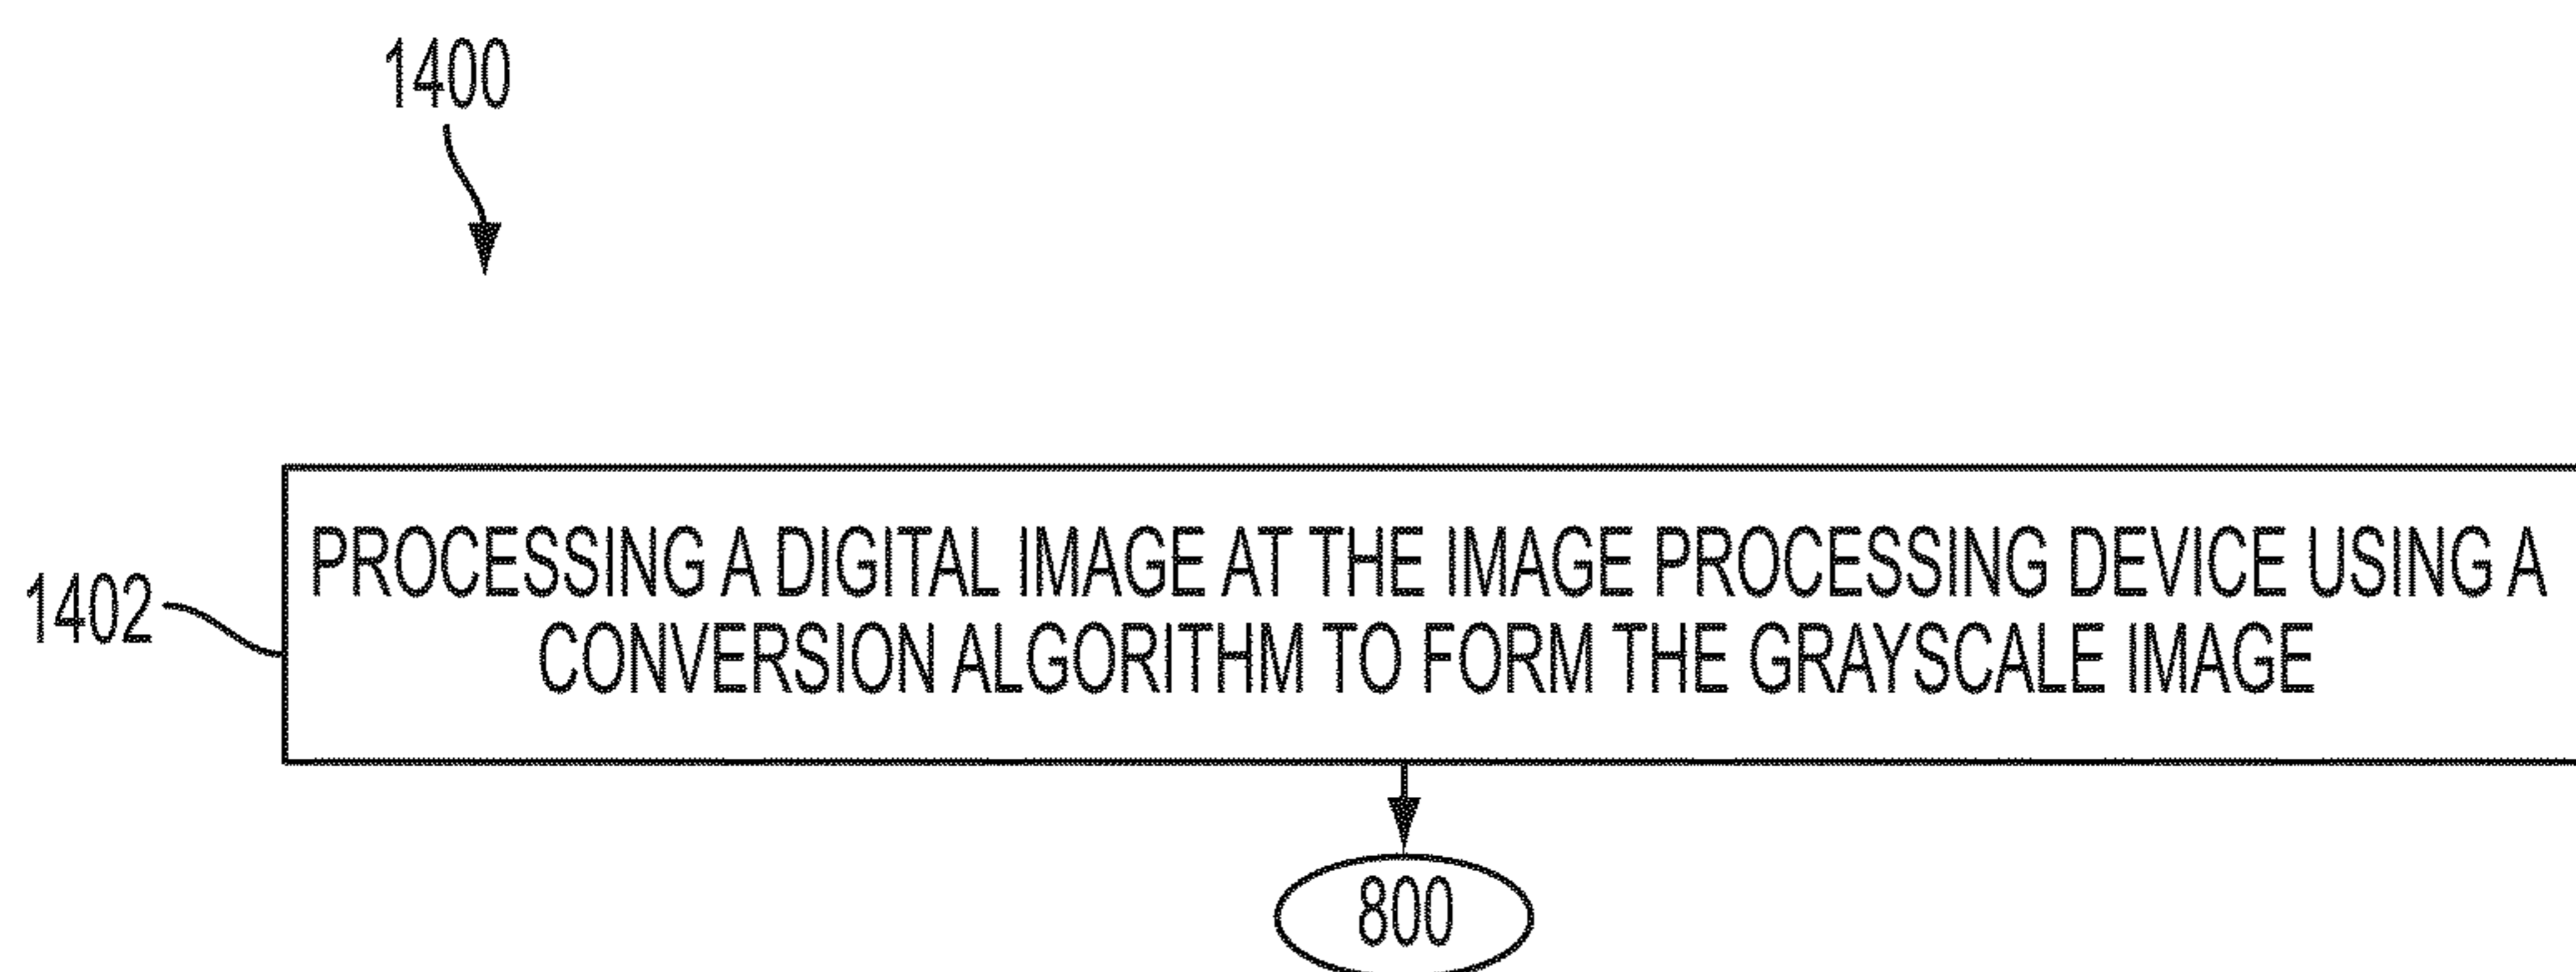 1400
1402
PROCESSING A DIGITAL IMAGE AT THE IMAGE PROCESSING DEVICE USING A
CONVERSION ALGORITHM TO FORM THE GRAYSCALE IMAGE
800